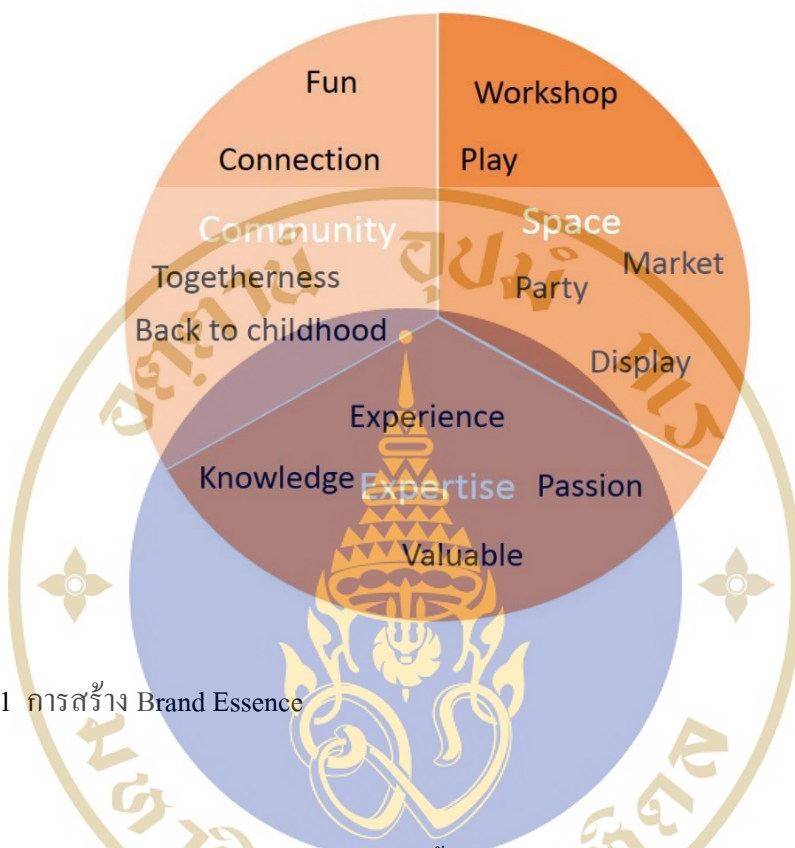 Fun
Workshop
Connection
Play
Community
Space
Togetherness
Market
Party
Back to childhood
Display
Experience
Knowledge
Expertise
Passion
Valuable
1 การสร้าง Brand Essence